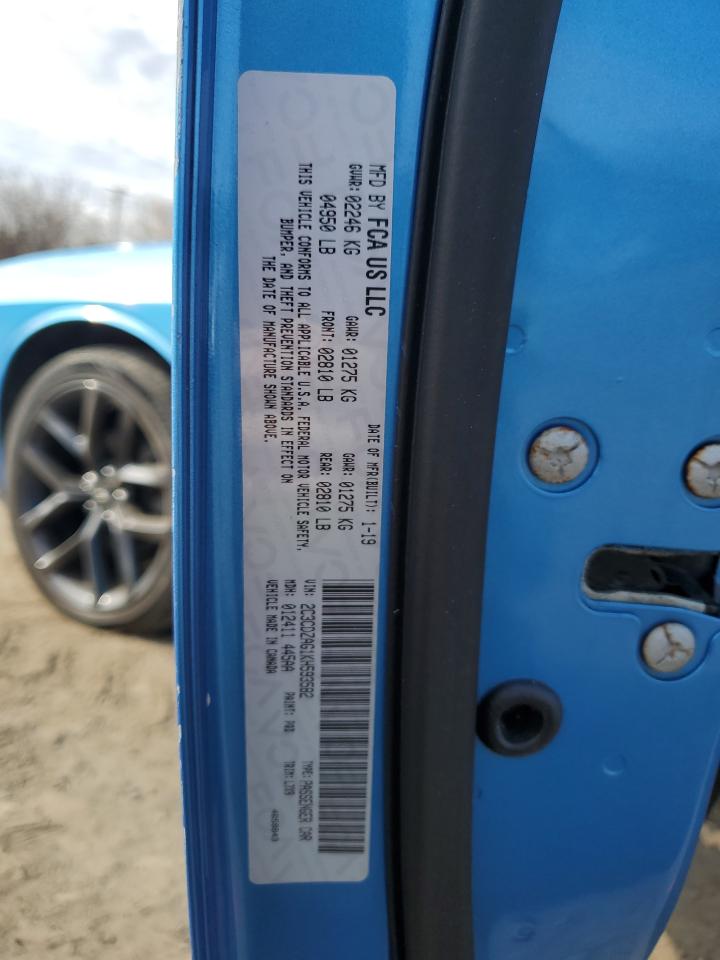 MFD BY FCA US LLC
DATE OF MFR(BUILT): 1-19
GVWR: 02246 KG GAWR: 01275 KG GAWR: 01275 KG
04950 LB FRONT: 02810 LB REAR: 02810 LB
THIS VEHICLE CONFORMS TO ALL APPLICABLE U.S.A. FEDERAL MOTOR VEHICLE SAFETY,
BUMPER, AND THEFT PREVENTION STANDARDS IN EFFECT ON
THE DATE OF MANUFACTURE SHOWN ABOVE.
VIN: 2C3CDZAG1KH593582 TYPE: PASSENGER CAR
MDH: 012411 445AA PAINT: PQD TRIM: LTX9
VEHICLE MADE IN CANADA